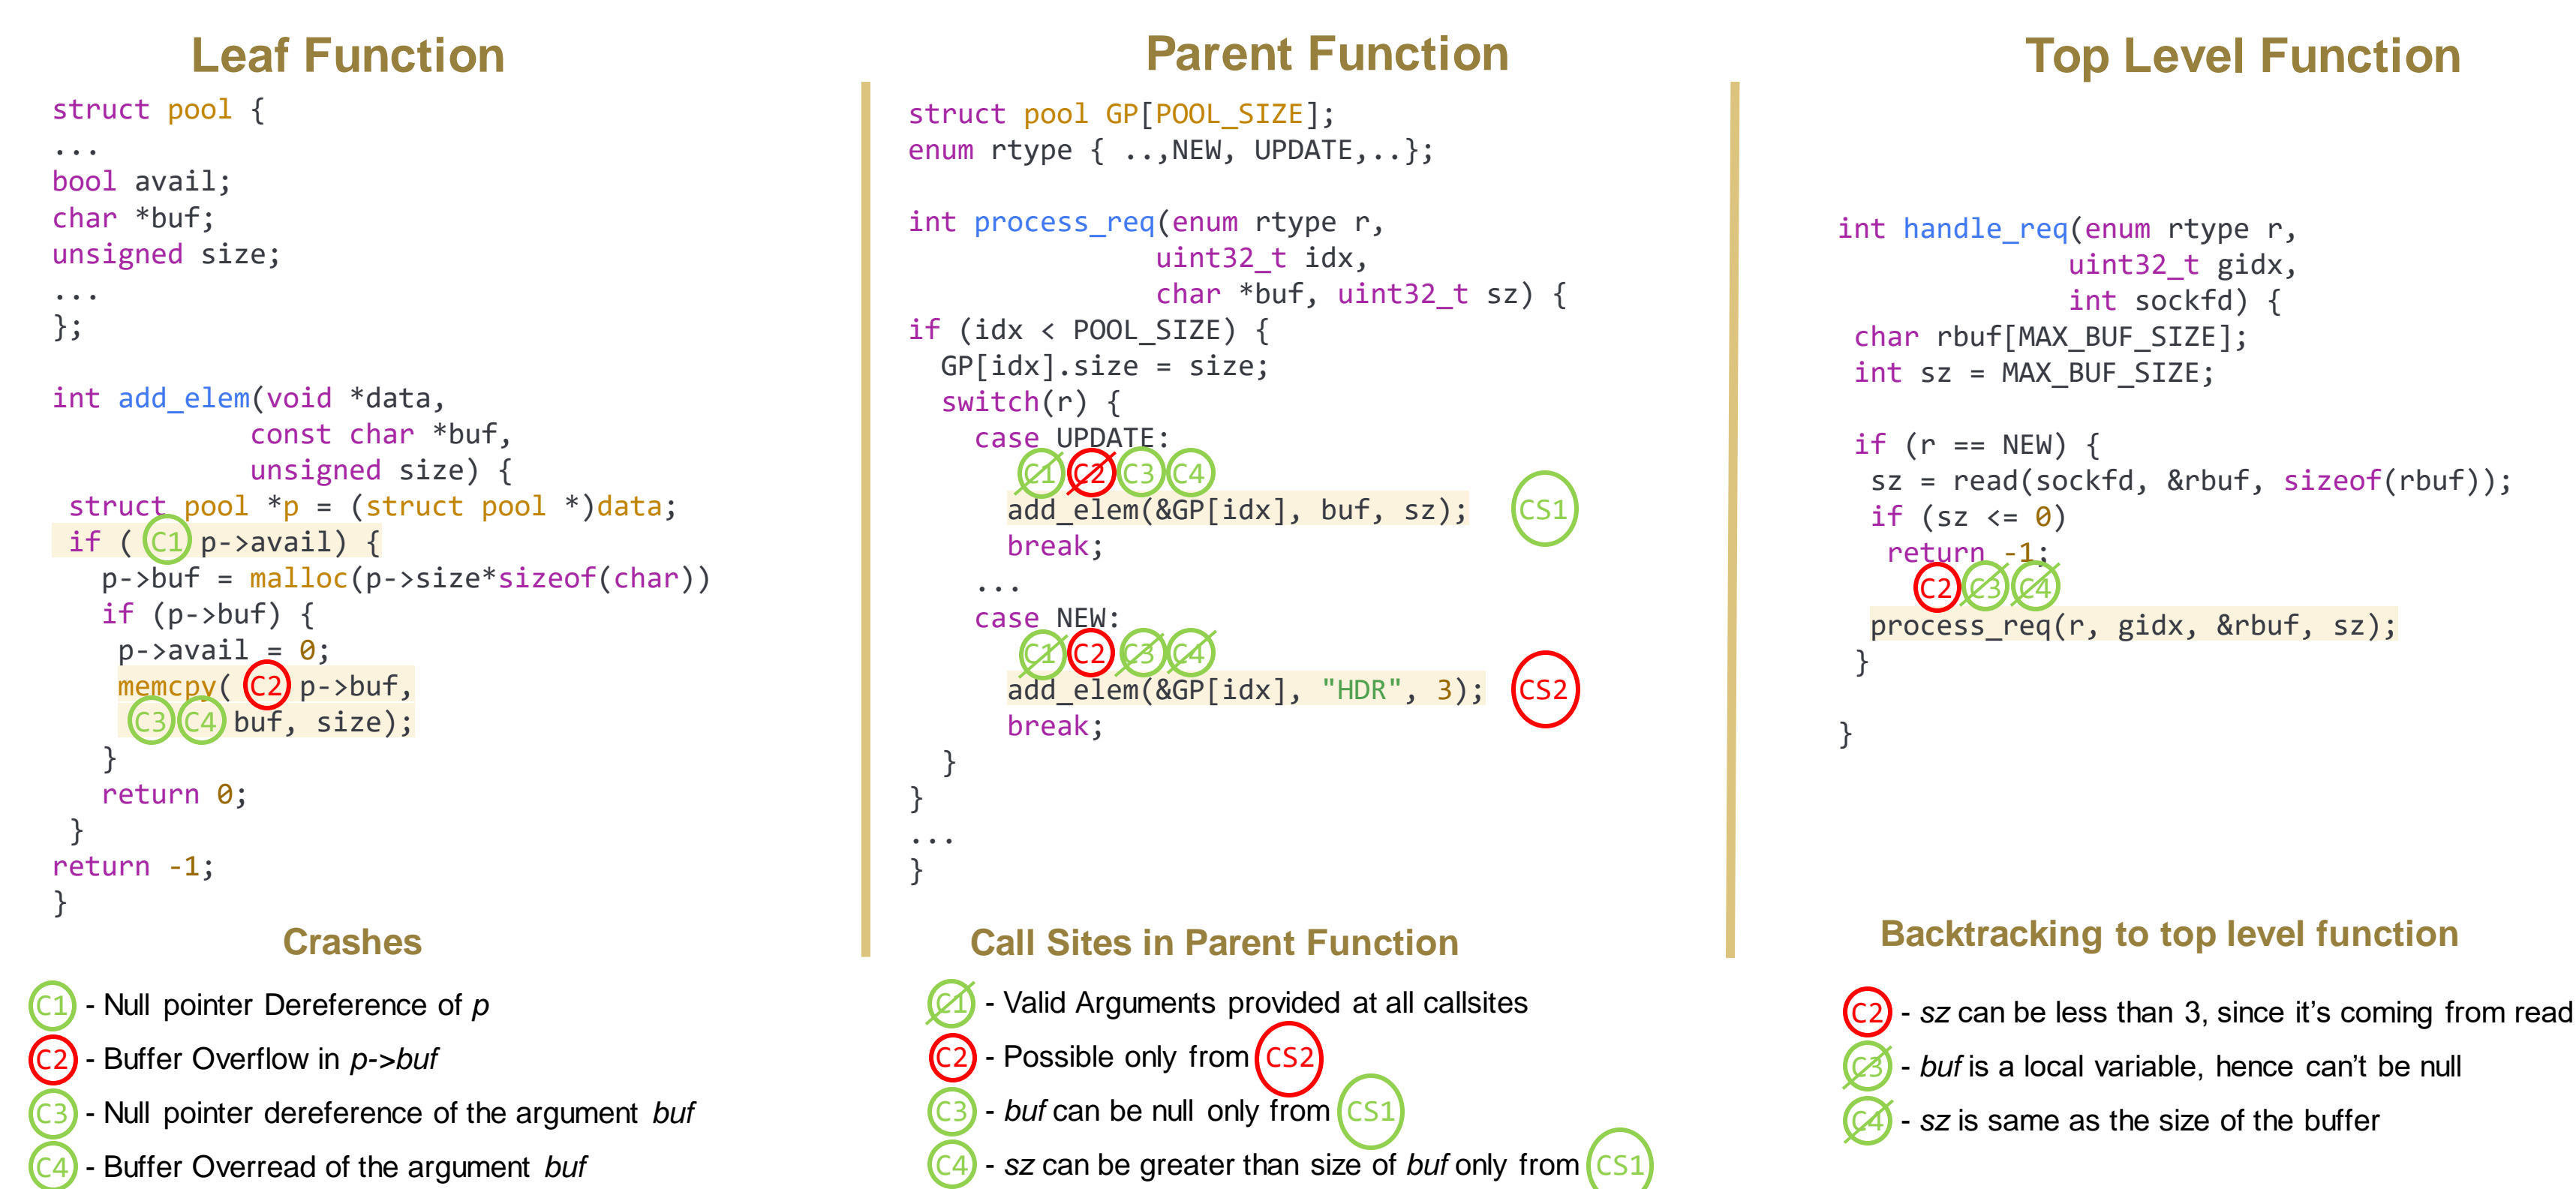 Leaf Function
struct pool {
...
bool avail;
char *buf;
unsigned size;
...
};
int add_elem(void *data,
const char *buf,
unsigned size) {
struct pool *p = (struct pool *)data;
if ( C1 p->avail) {
p->buf = malloc(p->size*sizeof(char))
if (p->buf) {
p->avail = 0;
memcpy( C2 p->buf,
C3 C4 buf, size);
}
return 0;
}
return -1;
}
Crashes
C1 - Null pointer Dereference of p
C2 - Buffer Overflow in p->buf
C3 - Null pointer dereference of the argument buf
C4 - Buffer Overread of the argument buf
Parent Function
struct pool GP[POOL_SIZE];
enum rtype { ..,NEW, UPDATE,..};
int process_req(enum rtype r,
uint32_t idx,
char *buf, uint32_t sz) {
if (idx < POOL_SIZE) {
GP[idx].size = size;
switch(r) {
case UPDATE:
C1 C2 C3 C4
add_elem(&GP[idx], buf, sz); CS1
break;
...
case NEW:
C1 C2 C3 C4
add_elem(&GP[idx], "HDR", 3); CS2
break;
}
}
...
}
Call Sites in Parent Function
C1 - Valid Arguments provided at all callsites
C2 - Possible only from CS2
C3 - buf can be null only from CS1
C4 - sz can be greater than size of buf only from CS1
Top Level Function
int handle_req(enum rtype r,
uint32_t gidx,
int sockfd) {
char rbuf[MAX_BUF_SIZE];
int sz = MAX_BUF_SIZE;
if (r == NEW) {
sz = read(sockfd, &rbuf, sizeof(rbuf));
if (sz <= 0)
return -1;
C2 C3 C4
process_req(r, gidx, &rbuf, sz);
}
}
Backtracking to top level function
C2 - sz can be less than 3, since it's coming from read
C3 - buf is a local variable, hence can't be null
C4 - sz is same as the size of the buffer